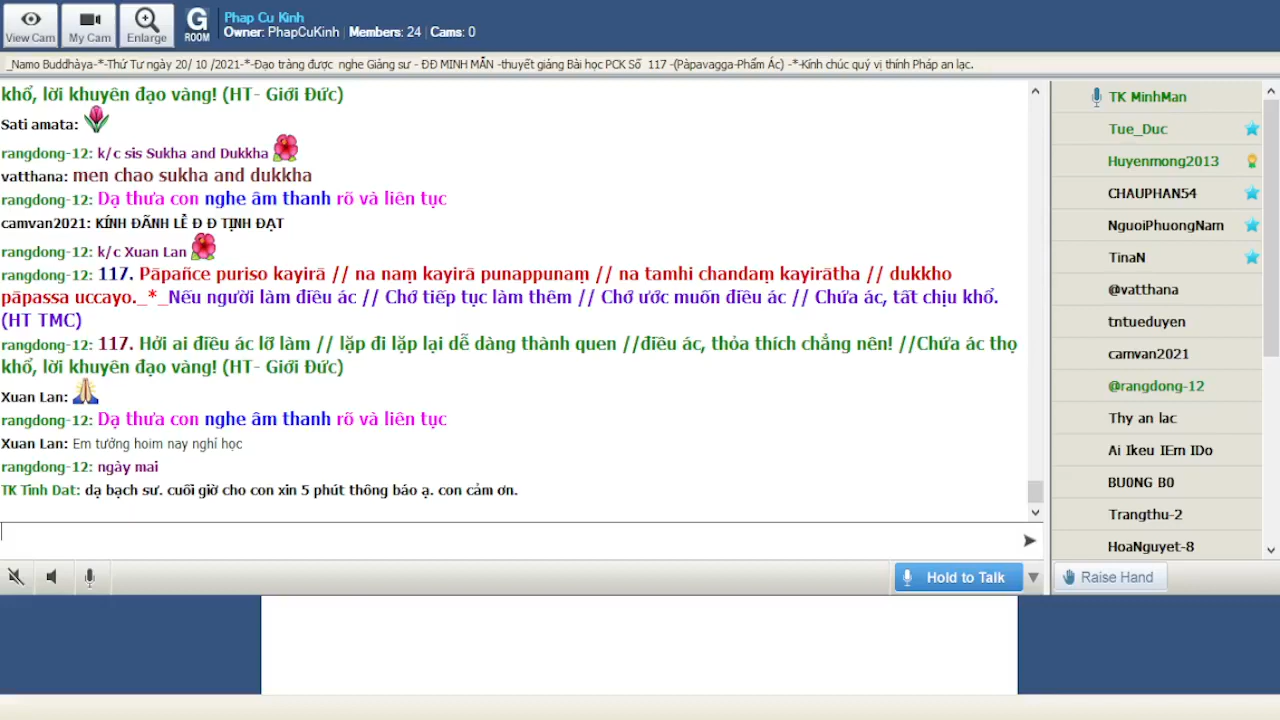 View Cam
My Cam
Enlarge
G
ROOM
Phap Cu Kinh
Owner: PhapCuKinh | Members: 24 | Cams: 0
_Namo Buddhàya-*-Thứ Tư ngày 20/ 10 /2021-*-Đạo tràng được nghe Giảng sư - ĐĐ MINH MẪN -thuyết giảng Bài học PCK Số 117 -(Pàpavagga-Phẩm Ác) -*-Kính chúc quý vị thính Pháp an lạc.
khổ, lời khuyên đạo vàng! (HT- Giới Đức)
Sati amata:
rangdong-12: k/c sis Sukha and Dukkha
vatthana: men chao sukha and dukkha
rangdong-12: Dạ thưa con nghe âm thanh rõ và liên tục
camvan2021: KÍNH ĐÃNH LỄ Đ Đ TỊNH ĐẠT
rangdong-12: k/c Xuan Lan
rangdong-12: 117. Pāpañce puriso kayirā // na naṃ kayirā punappunaṃ // na tamhi chandaṃ kayirātha // dukkho
pāpassa uccayo._*_Nếu người làm điều ác // Chớ tiếp tục làm thêm // Chớ ước muốn điều ác // Chứa ác, tất chịu khổ.
(HT TMC)
rangdong-12: 117. Hởi ai điều ác lỡ làm // lặp đi lặp lại dễ dàng thành quen //điều ác, thỏa thích chẳng nên! //Chứa ác thọ
khổ, lời khuyên đạo vàng! (HT- Giới Đức)
Xuan Lan:
rangdong-12: Dạ thưa con nghe âm thanh rõ và liên tục
Xuan Lan: Em tưởng hoim nay nghỉ học
rangdong-12: ngày mai
TK Tinh Dat: dạ bạch sư. cuối giờ cho con xin 5 phút thông báo ạ. con cảm ơn.
Hold to Talk
TK MinhMan
Tue_Duc
Huyenmong2013
CHAUPHAN54
NguoiPhuongNam
TinaN
@vatthana
tntueduyen
camvan2021
@rangdong-12
Thy an lac
Ai Ikeu IEm IDo
BU0NG B0
Trangthu-2
HoaNguyet-8
Raise Hand